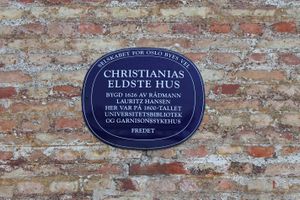 SELSKABET FOR OSLO BYES VEL
CHRISTIANIAS
ELDSTE HUS
BYGD 1626 AV RÅDMANN
LAURITZ HANSEN
HER VAR PÅ 1800-TALLET
UNIVERSITETSBIBLIOTEK
OG GARNISONSSYKEHUS
FREDET